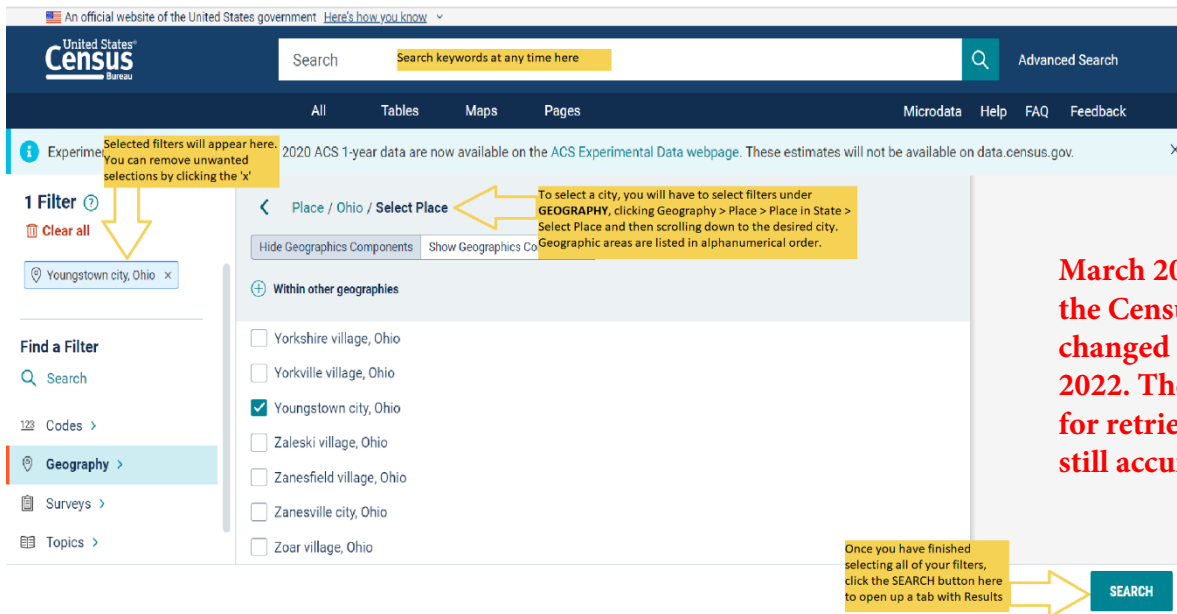 An official website of the United States government Here's how you know
United States®
Census
Bureau
Search
Search keywords at any time here
Advanced Search
All Tables Maps Pages
Microdata Help FAQ Feedback
Selected filters will appear here.
You can remove unwanted
selections by clicking the 'x'
2020 ACS 1-year data are now available on the ACS Experimental Data webpage. These estimates will not be available on data.census.gov.
1 Filter
Clear all
Youngstown city, Ohio ×
Find a Filter
Search
123 Codes >
Geography >
Surveys >
Topics >
Place / Ohio / Select Place
To select a city, you will have to select filters under
GEOGRAPHY, clicking Geography > Place > Place in State >
Select Place and then scrolling down to the desired city.
Geographic areas are listed in alphanumerical order.
Hide Geographics Components Show Geographics
Within other geographies
Yorkshire village, Ohio
Yorkville village, Ohio
Youngstown city, Ohio
Zaleski village, Ohio
Zanesfield village, Ohio
Zanesville city, Ohio
Zoar village, Ohio
March
the
changed
2022.
for
still
Once you have finished
selecting all of your filters,
click the SEARCH button here
to open up a tab with Results
SEARCH